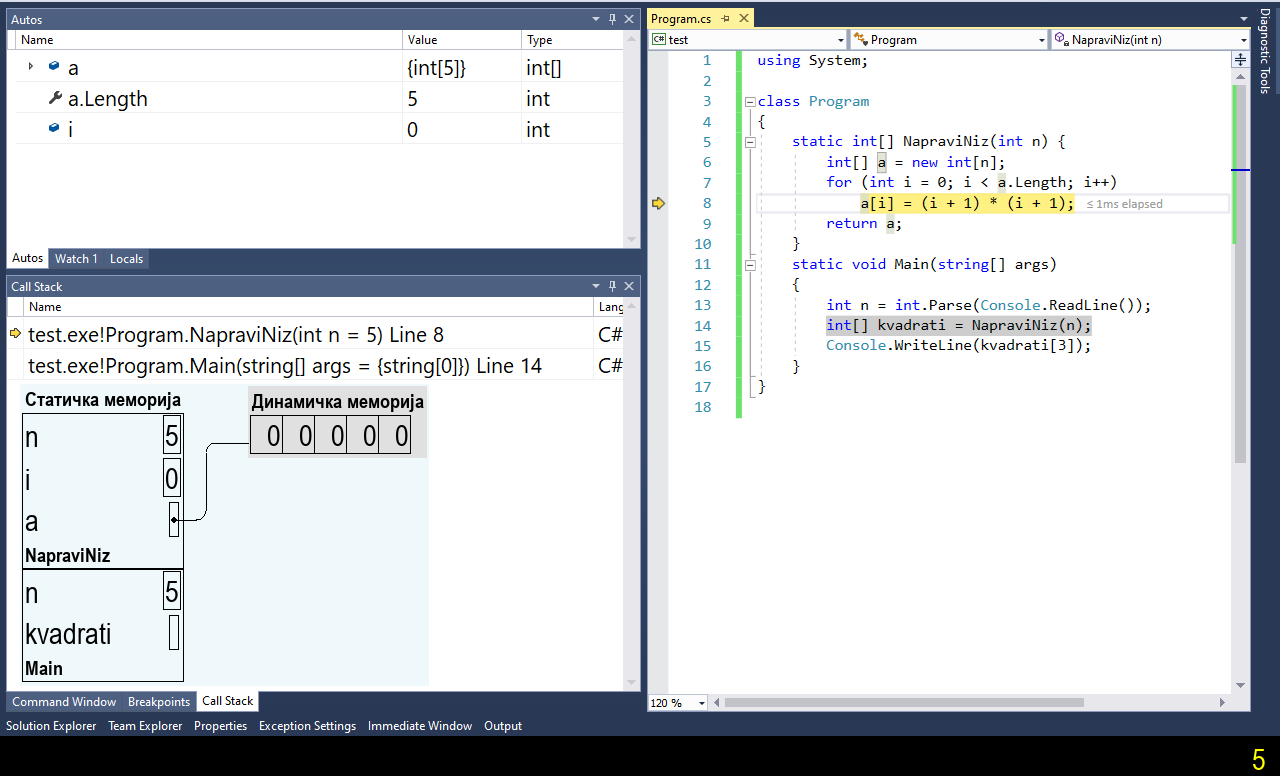 Autos
Name Value Type
a {int[5]} int[]
a.Length 5 int
i 0 int
Autos Watch 1 Locals
Call Stack
Name Lang
test.exe!Program.NapraviNiz(int n = 5) Line 8 C#
test.exe!Program.Main(string[] args = {string[0]}) Line 14 C#
Статичка меморија
n 5
i 0
a
NapraviNiz
n 5
kvadrati
Main
Динамичка меморија
0 0 0 0 0
Command Window Breakpoints Call Stack
Solution Explorer Team Explorer Properties Exception Settings Immediate Window Output
Program.cs
C# test Program NapraviNiz(int n)
1 using System;
2
3 class Program
4 {
5 static int[] NapraviNiz(int n) {
6 int[] a = new int[n];
7 for (int i = 0; i < a.Length; i++)
8 a[i] = (i + 1) * (i + 1); ≤ 1ms elapsed
9 return a;
10 }
11 static void Main(string[] args)
12 {
13 int n = int.Parse(Console.ReadLine());
14 int[] kvadrati = NapraviNiz(n);
15 Console.WriteLine(kvadrati[3]);
16 }
17 }
18
120 %
Diagnostic Tools
5